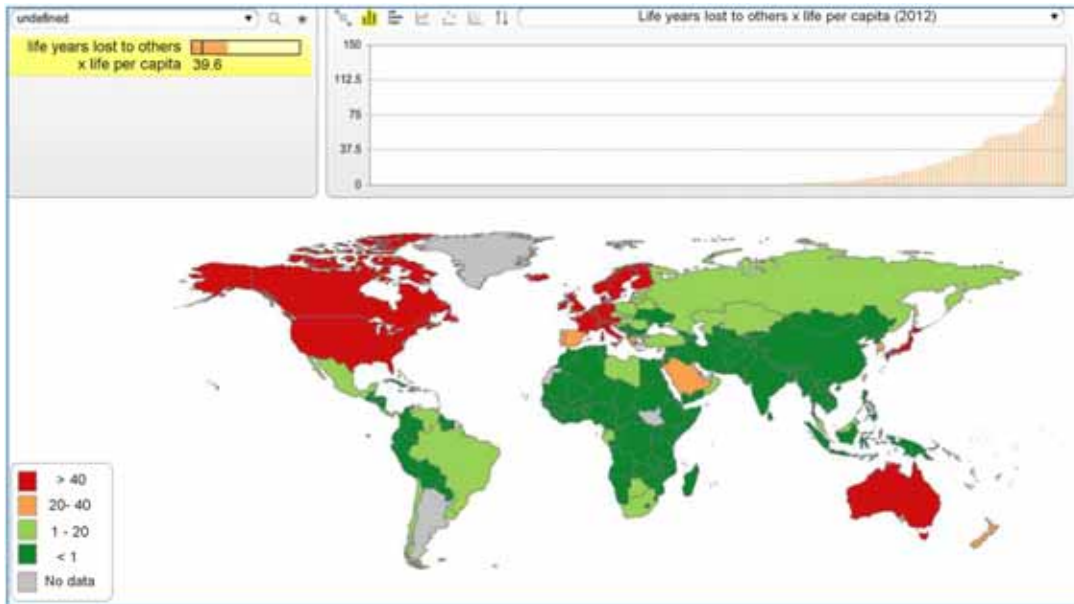 undefined
life years lost to others
x life per capita 39.6
Life years lost to others x life per capita (2012)
150
112.5
75
37.5
0
> 40
20- 40
1 - 20
< 1
No data